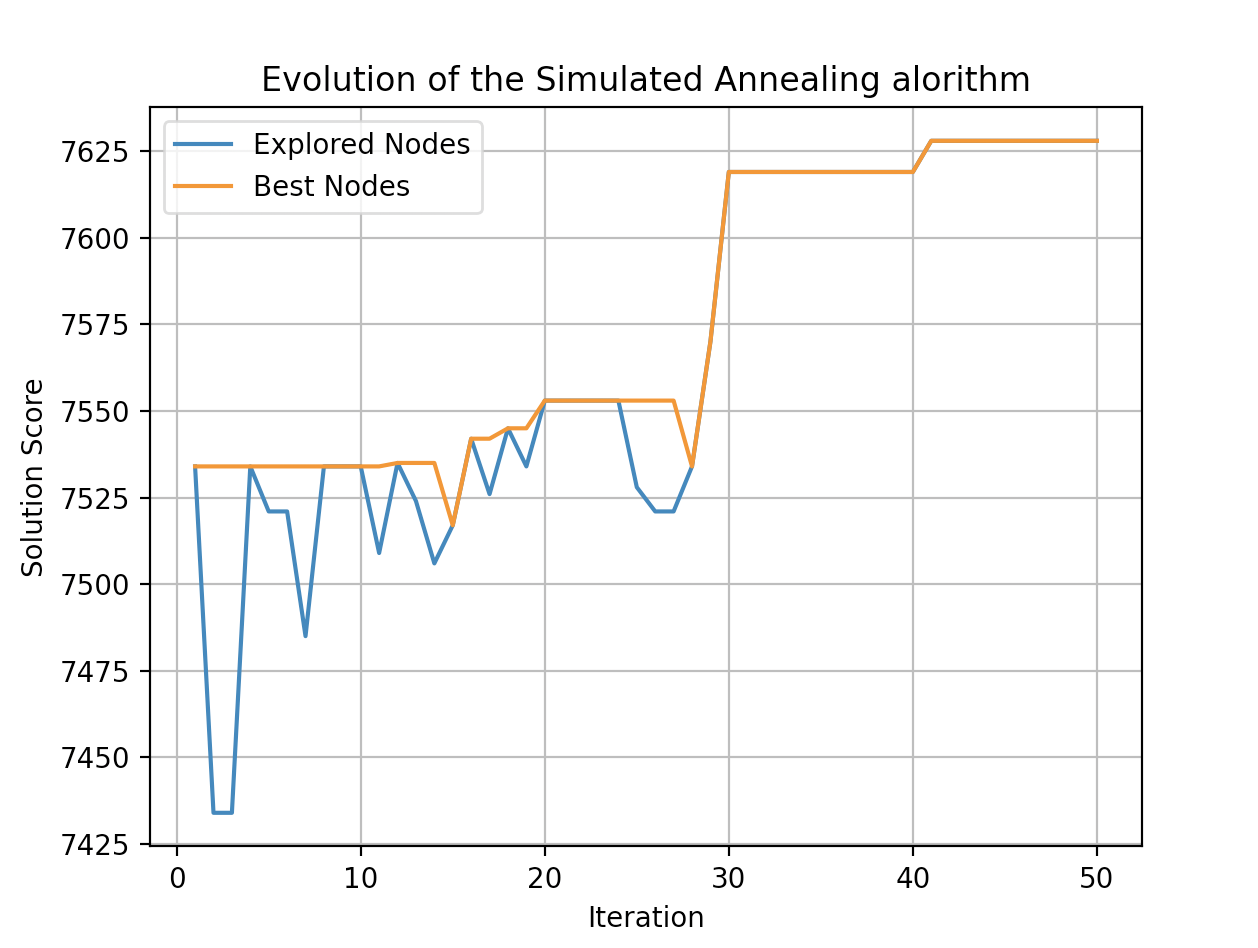 Evolution of the Simulated Annealing alorithm
Explored Nodes
Best Nodes
Solution Score
7625
7600
7575
7550
7525
7500
7475
7450
7425
0 10 20 30 40 50
Iteration